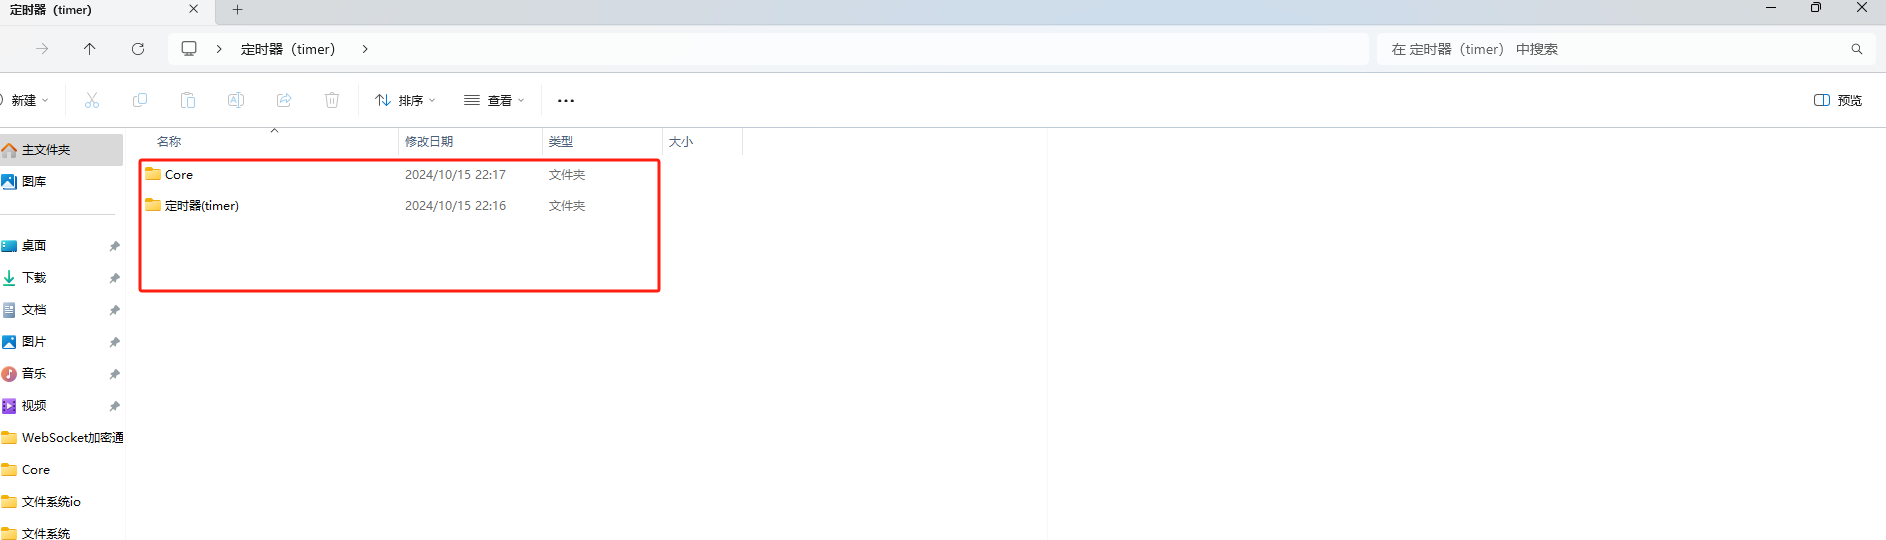 定时器（timer）
定时器（timer）
在 定时器（timer） 中搜索
新建
排序
查看
预览
名称
修改日期
类型
大小
主文件夹
Core
2024/10/15 22:17
文件夹
图库
定时器(timer)
2024/10/15 22:16
文件夹
桌面
下载
文档
图片
音乐
视频
WebSocket加密通
Core
文件系统io
文件系统